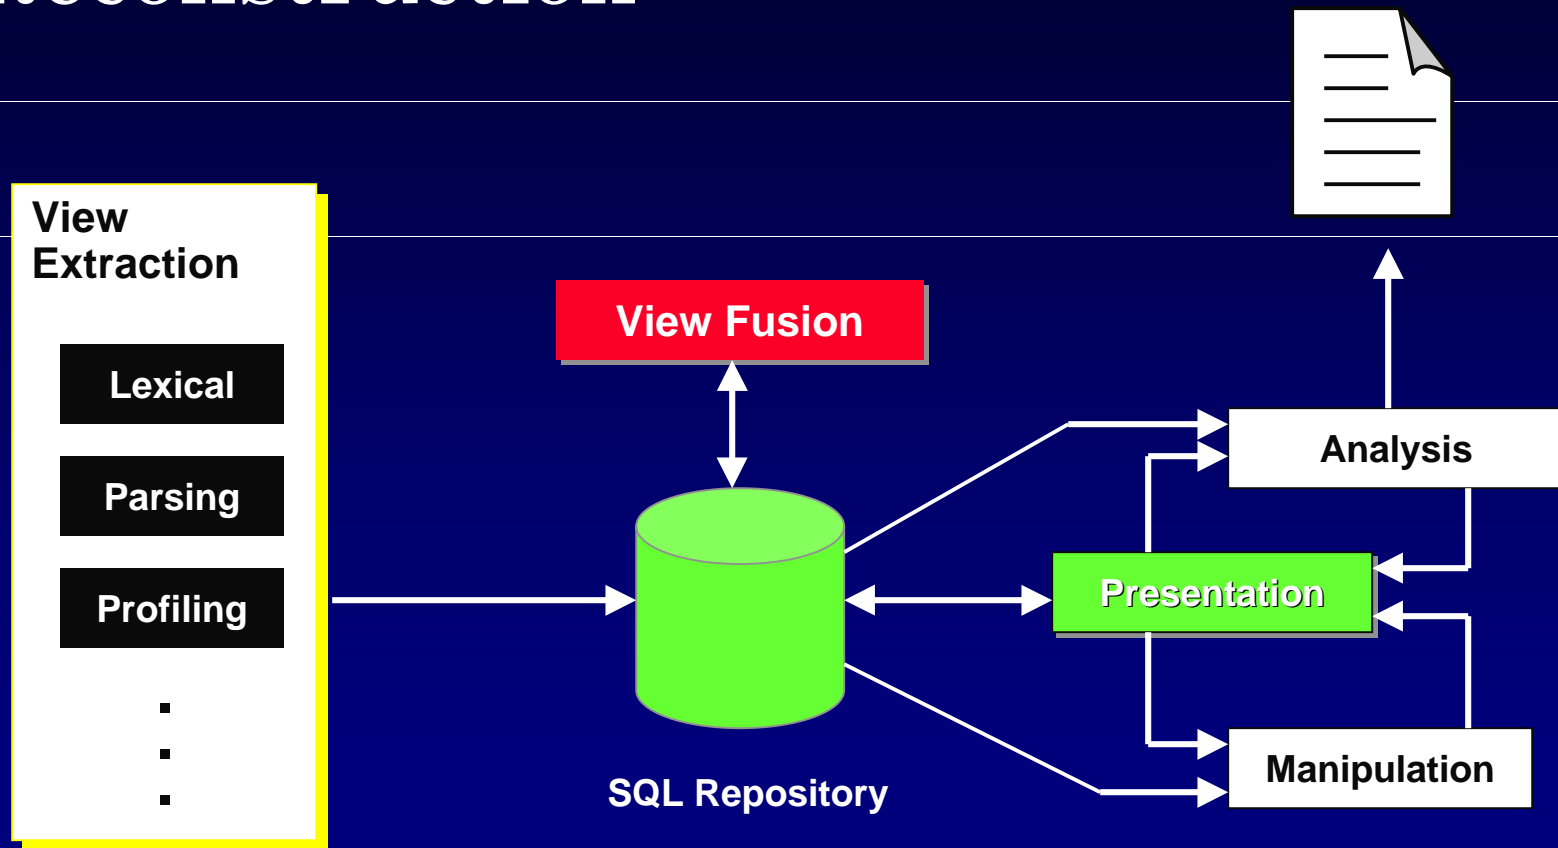 View
Extraction
Lexical
Parsing
Profiling
View Fusion
SQL Repository
Analysis
Presentation
Manipulation